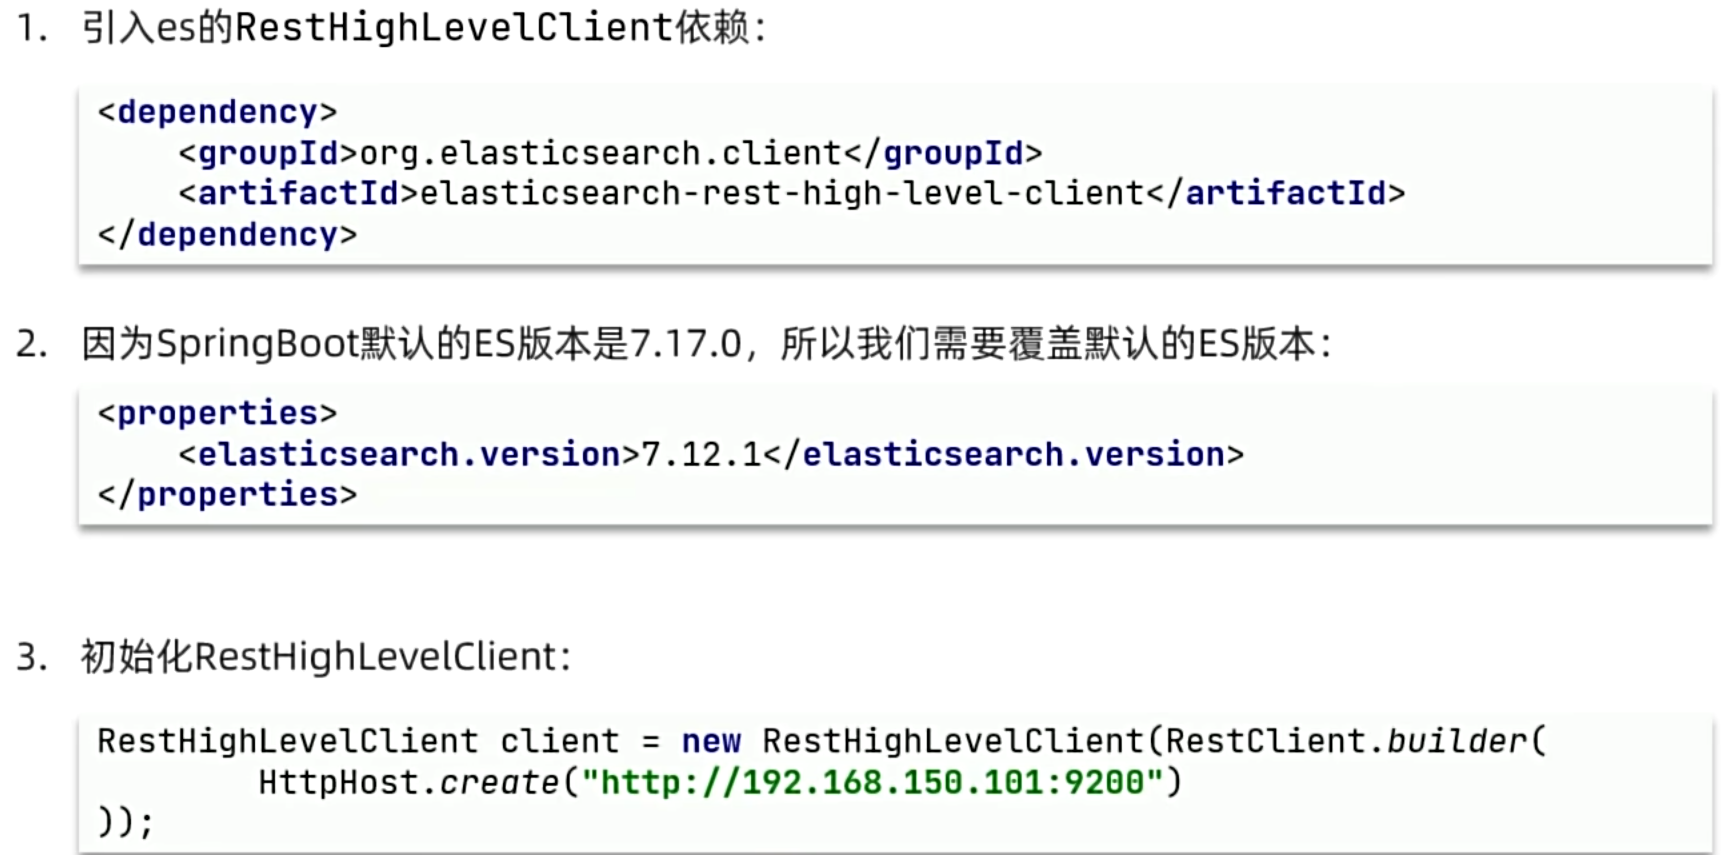 1. 引入es的RestHighLevelClient依赖：
<dependency>
    <groupId>org.elasticsearch.client</groupId>
    <artifactId>elasticsearch-rest-high-level-client</artifactId>
</dependency>
2. 因为SpringBoot默认的ES版本是7.17.0，所以我们需要覆盖默认的ES版本：
<properties>
    <elasticsearch.version>7.12.1</elasticsearch.version>
</properties>
3. 初始化RestHighLevelClient：
RestHighLevelClient client = new RestHighLevelClient(RestClient.builder(
        HttpHost.create("http://192.168.150.101:9200")
));